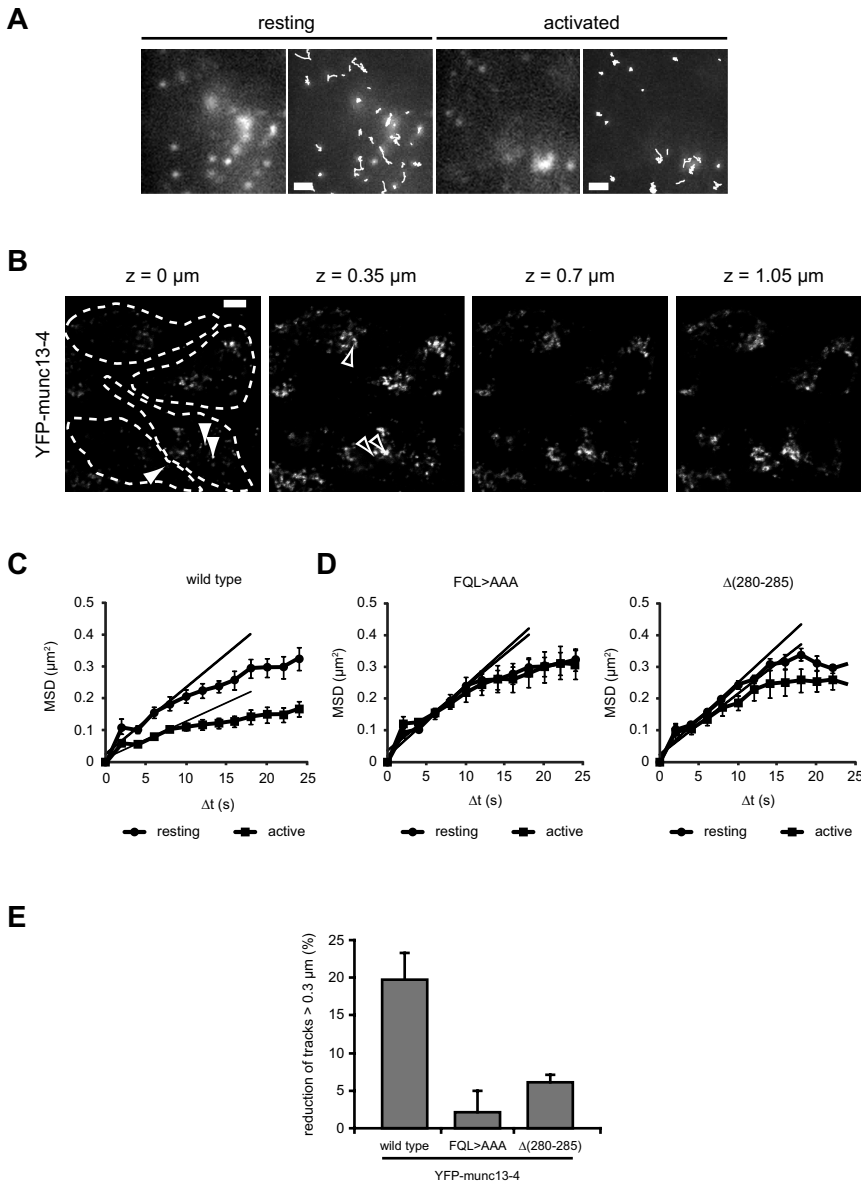 A
resting activated
B
z = 0 µm z = 0.35 µm z = 0.7 µm z = 1.05 µm
YFP-munc13-4
C
wild type
MSD (µm²)
0.5
0.4
0.3
0.2
0.1
0
0 5 10 15 20 25
Δt (s)
resting active
D
FQL>AAA
MSD (µm²)
0.5
0.4
0.3
0.2
0.1
0
0 5 10 15 20 25
Δt (s)
resting active
Δ(280-285)
MSD (µm²)
0.5
0.4
0.3
0.2
0.1
0
0 5 10 15 20 25
Δt (s)
resting active
E
reduction of tracks > 0.3 µm (%)
25
20
15
10
5
0
wild type FQL>AAA Δ(280-285)
YFP-munc13-4